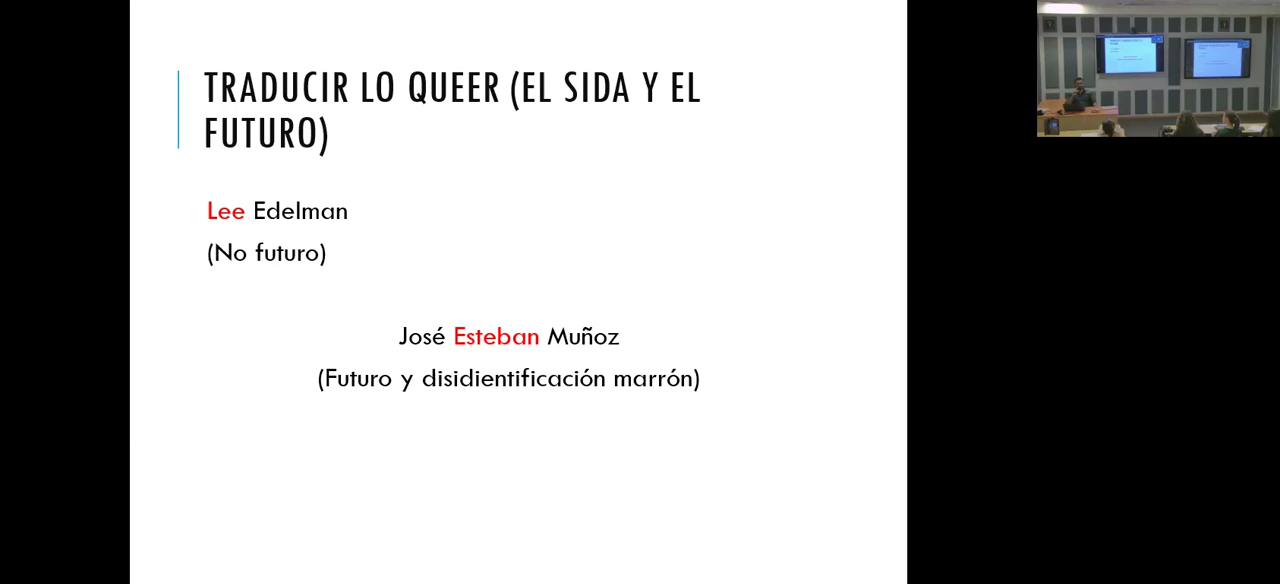 TRADUCIR LO QUEER (EL SIDA Y EL
FUTURO)
Lee Edelman
(No futuro)
José Esteban Muñoz
(Futuro y disidientificación marrón)